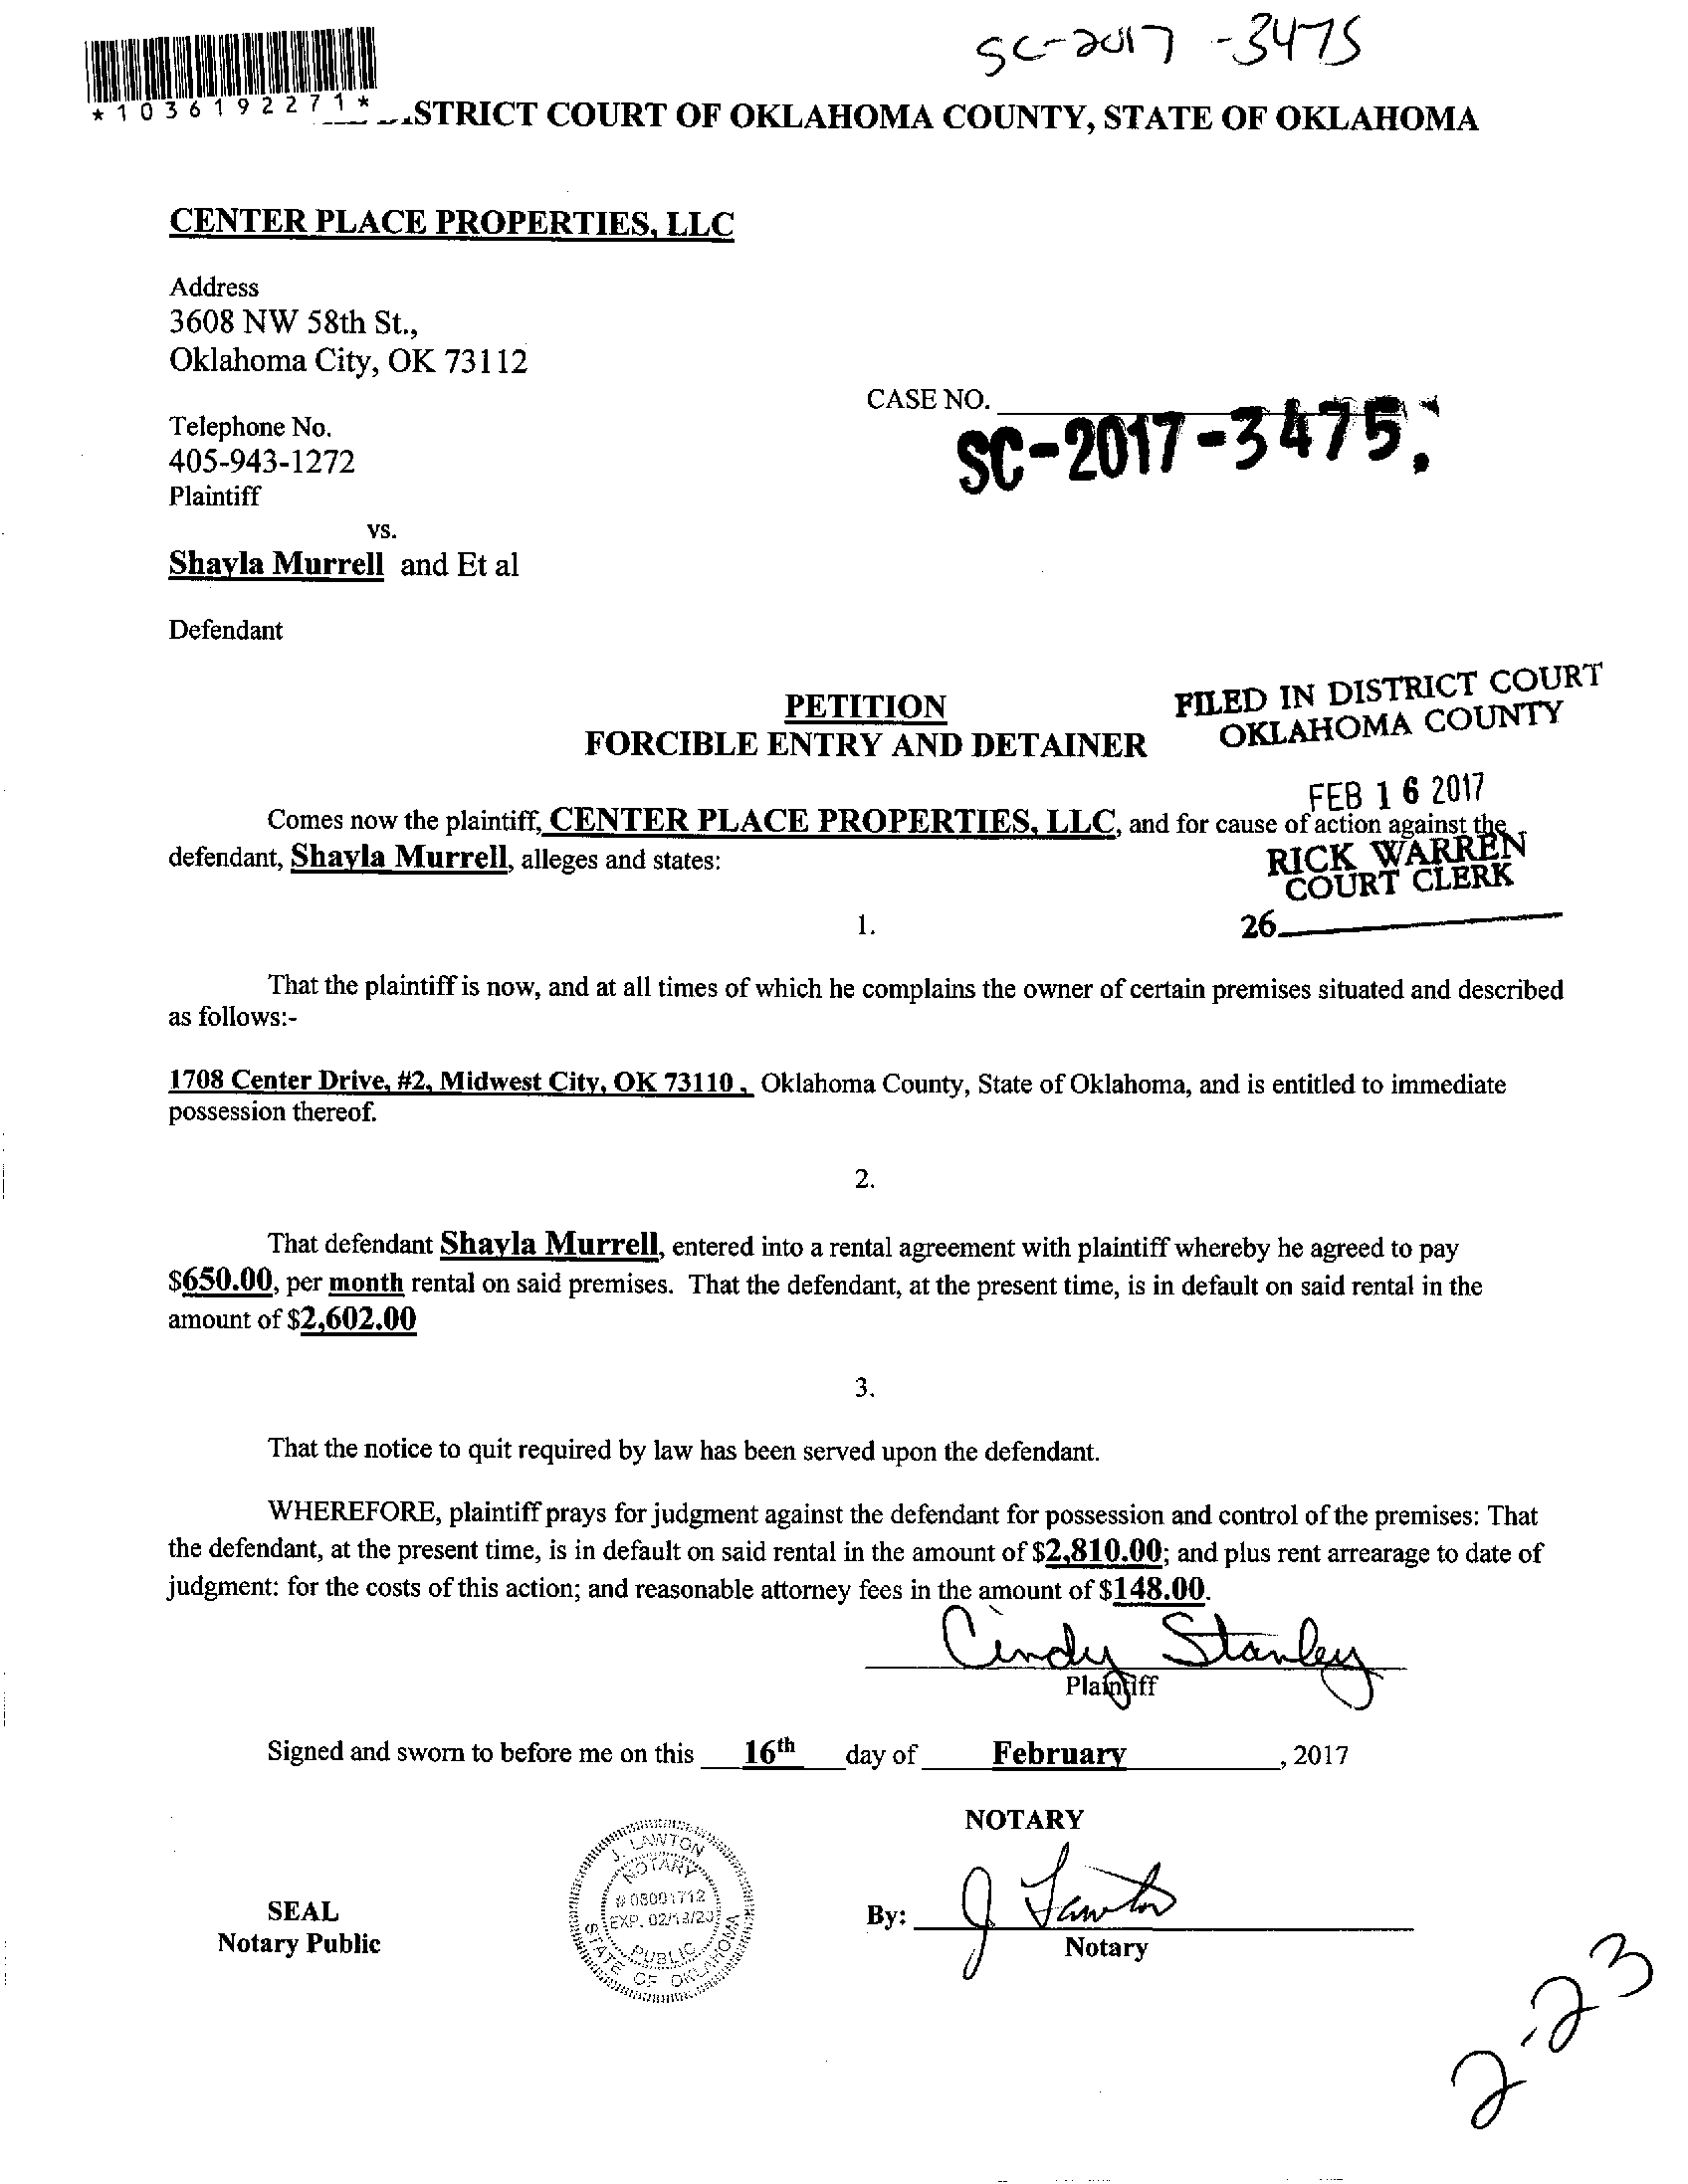 SC-2017-3475
*1036192271*
STRICT COURT OF OKLAHOMA COUNTY, STATE OF OKLAHOMA
CENTER PLACE PROPERTIES, LLC
Address
3608 NW 58th St.,
Oklahoma City, OK 73112
CASE NO.
SC-2017-3475
Telephone No.
405-943-1272
Plaintiff
vs.
Shayla Murrell and Et al
Defendant
FILED IN DISTRICT COURT
OKLAHOMA COUNTY
FEB 16 2017
RICK WARREN
COURT CLERK
26
PETITION
FORCIBLE ENTRY AND DETAINER
Comes now the plaintiff, CENTER PLACE PROPERTIES, LLC, and for cause of action against the
defendant, Shayla Murrell, alleges and states:
1.
That the plaintiff is now, and at all times of which he complains the owner of certain premises situated and described
as follows:-
1708 Center Drive, #2, Midwest City, OK 73110 , Oklahoma County, State of Oklahoma, and is entitled to immediate
possession thereof.
2.
That defendant Shayla Murrell, entered into a rental agreement with plaintiff whereby he agreed to pay
$650.00, per month rental on said premises. That the defendant, at the present time, is in default on said rental in the
amount of $2,602.00
3.
That the notice to quit required by law has been served upon the defendant.
WHEREFORE, plaintiff prays for judgment against the defendant for possession and control of the premises: That
the defendant, at the present time, is in default on said rental in the amount of $2,810.00; and plus rent arrearage to date of
judgment: for the costs of this action; and reasonable attorney fees in the amount of $148.00.
Cindy Stanley
Plaintiff
Signed and sworn to before me on this 16th day of February, 2017
NOTARY
J. LAWTON
NOTARY
# 08001712
EXP. 02/13/20
PUBLIC
STATE OF OKLAHOMA
SEAL
Notary Public
By: J Lawton
Notary
2-23